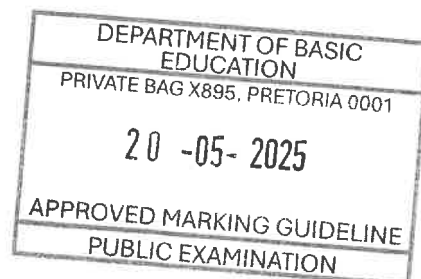 DEPARTMENT OF BASIC
EDUCATION
PRIVATE BAG X895, PRETORIA 0001
20 -05- 2025
APPROVED MARKING GUIDELINE
PUBLIC EXAMINATION